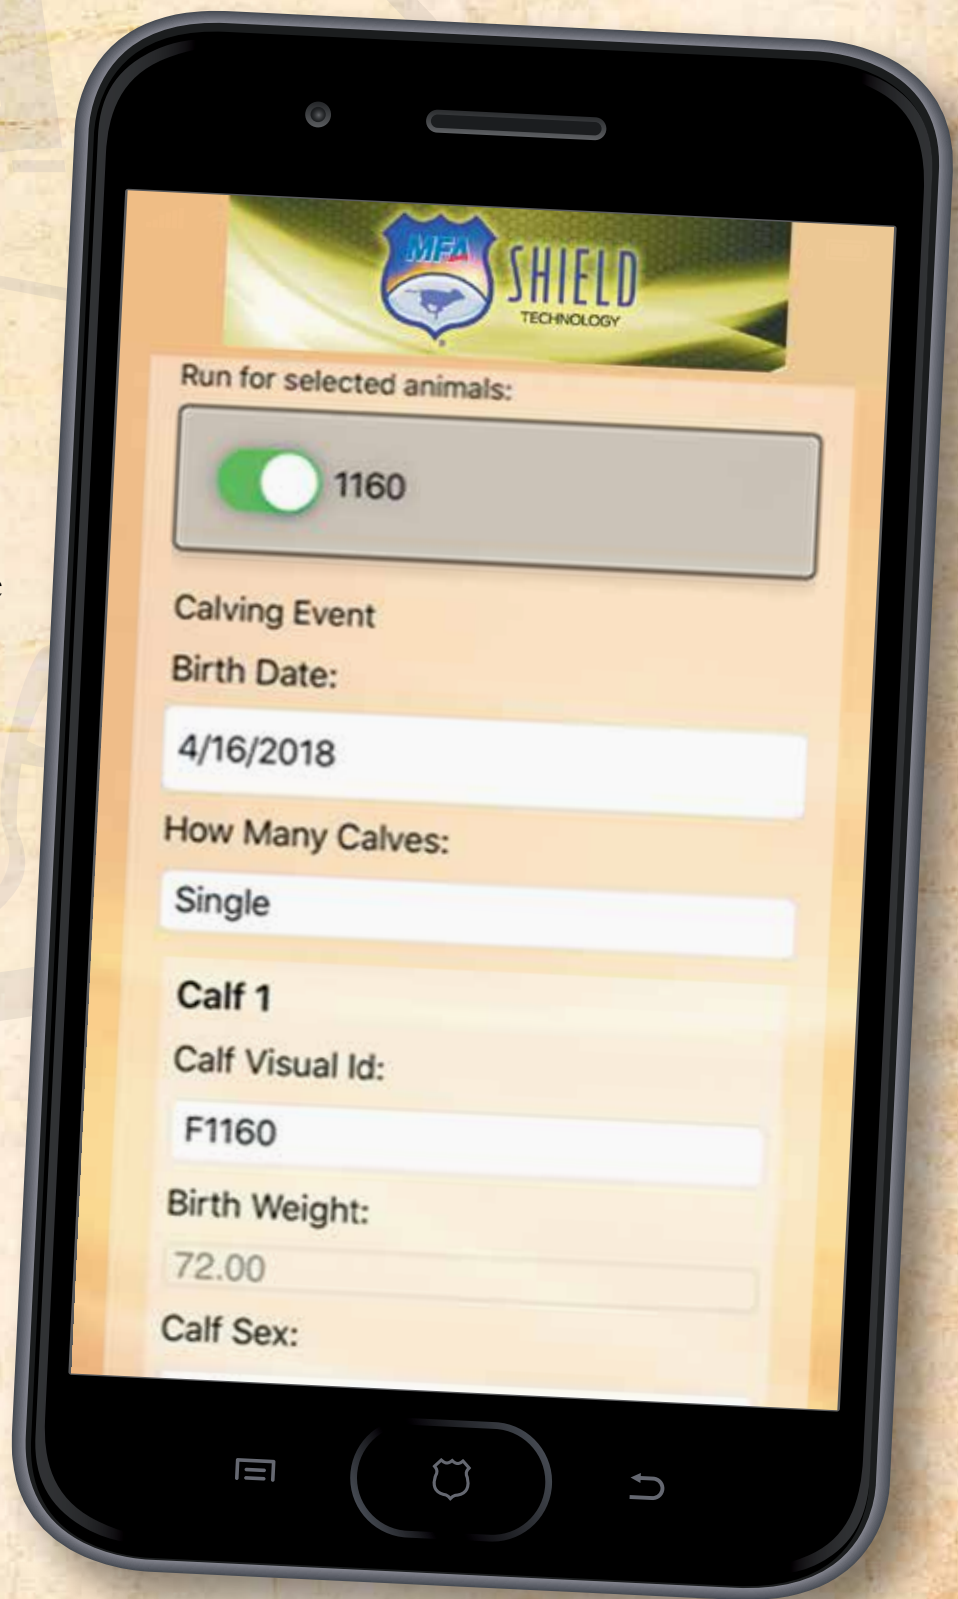 MFA
SHIELD
TECHNOLOGY
Run for selected animals:
1160
Calving Event
Birth Date:
4/16/2018
How Many Calves:
Single
Calf 1
Calf Visual Id:
F1160
Birth Weight:
72.00
Calf Sex: